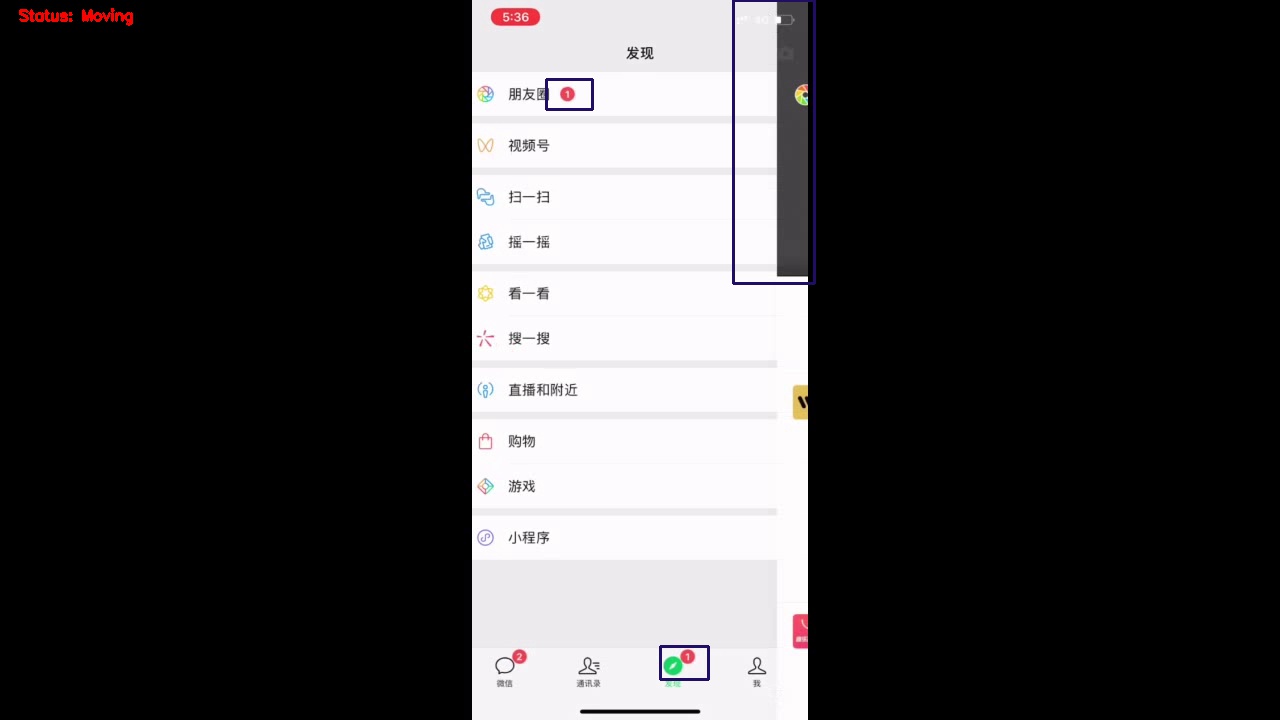 Status: Moving
5:36
4G
发现
朋友圈 1
视频号
扫一扫
摇一摇
看一看
搜一搜
直播和附近
购物
游戏
小程序
2
1
微信
通讯录
发现
我